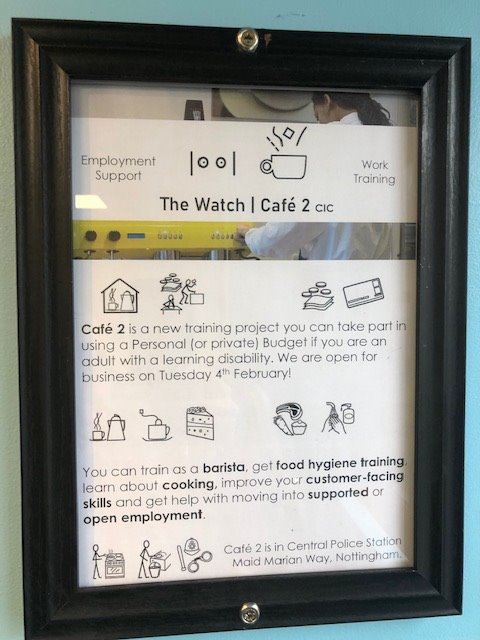 Employment Support
Work Training
The Watch | Café 2 CIC
Café 2 is a new training project you can take part in
using a Personal (or private) Budget if you are an
adult with a learning disability. We are open for
business on Tuesday 4th February!
You can train as a barista, get food hygiene training,
learn about cooking, improve your customer-facing
skills and get help with moving into supported or
open employment.
Café 2 is in Central Police Station
Maid Marian Way, Nottingham.